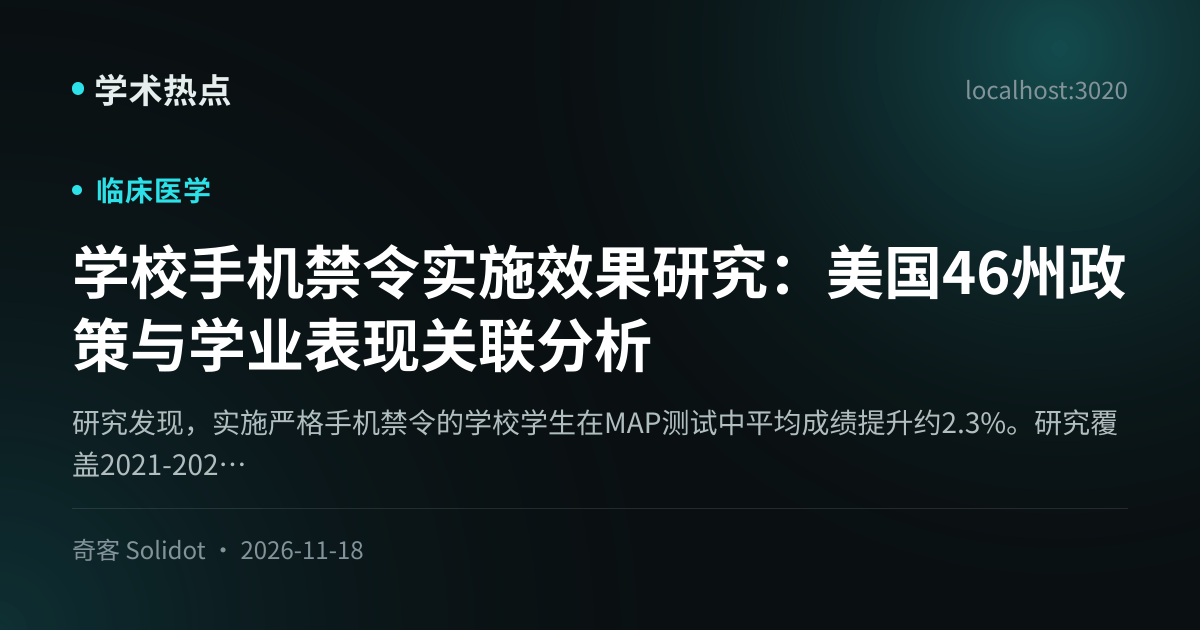 学术热点
localhost:3020
临床医学
学校手机禁令实施效果研究：美国46州政
策与学业表现关联分析
研究发现，实施严格手机禁令的学校学生在MAP测试中平均成绩提升约2.3%。研究覆
盖2021-202…
奇客 Solidot · 2026-11-18